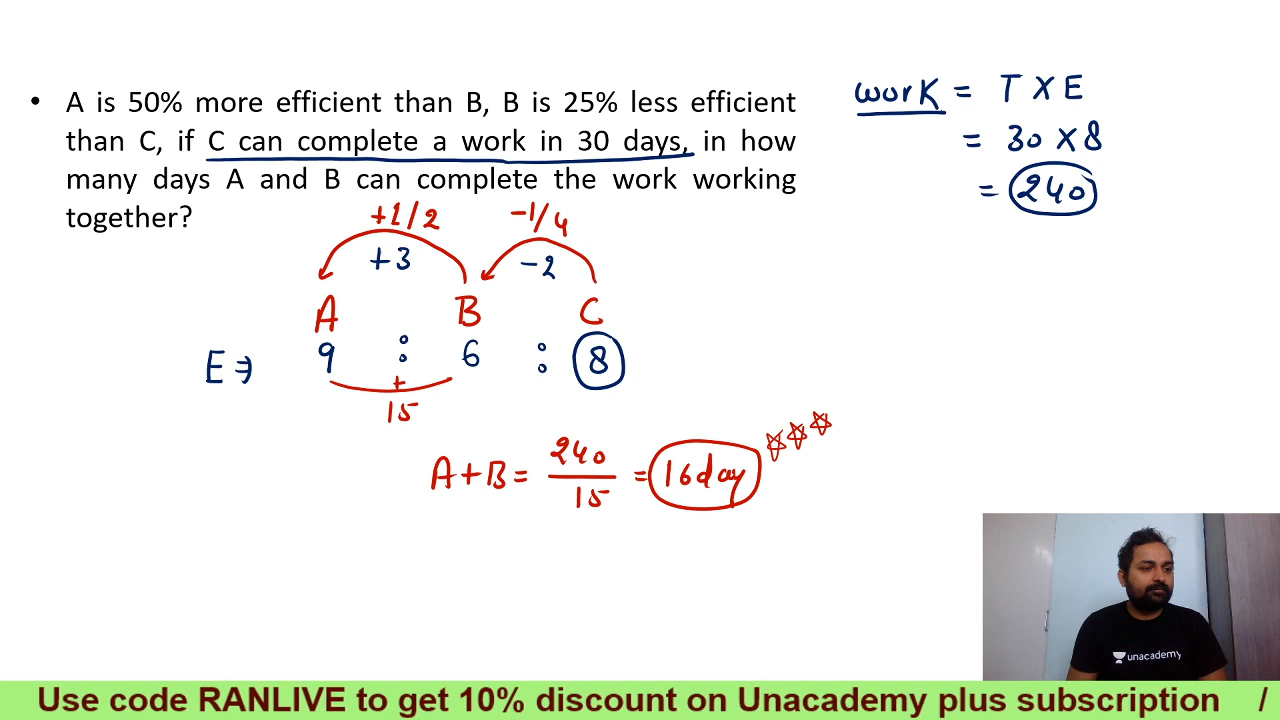 • A is 50% more efficient than B, B is 25% less efficient
than C, if C can complete a work in 30 days, in how
many days A and B can complete the work working
together?
work = T X E
= 30 X 8
= 240
+1/2 -1/4
+3 -2
A B C
E ⇒ 9 : 6 : 8
+
15
A+B = 240/15 = 16day ☆☆☆
unacademy
Use code RANLIVE to get 10% discount on Unacademy plus subscription /